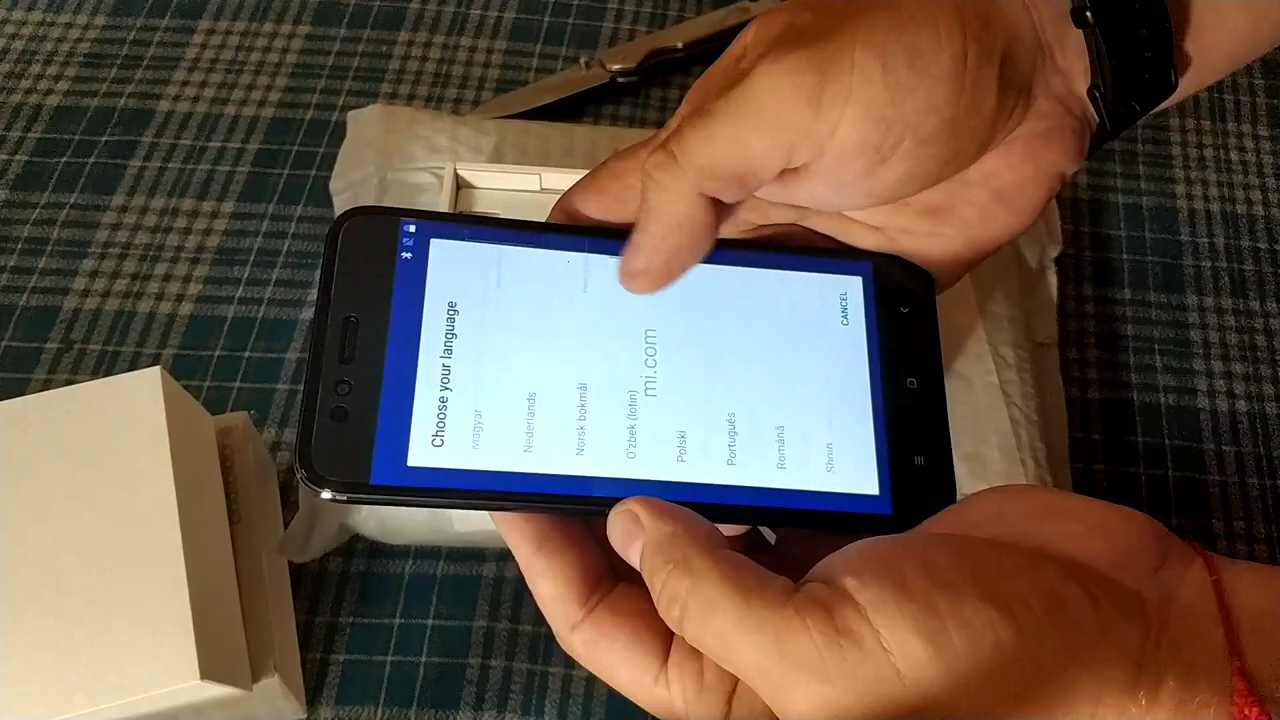 Choose your language
Magyar
Nederlands
Norsk bokmål
O'zbek (lotin)
mi.com
Polski
Português
Română
CANCEL